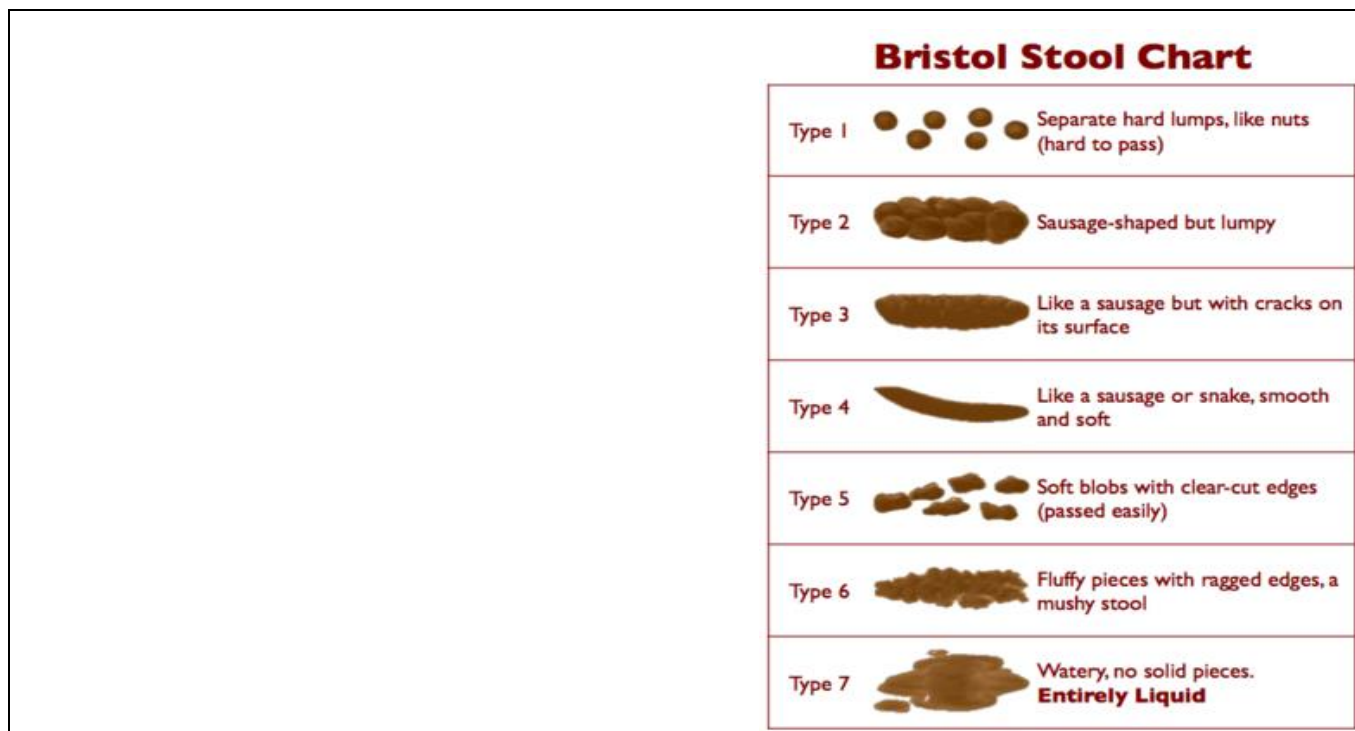 Bristol Stool Chart
Type 1
Separate hard lumps, like nuts
(hard to pass)
Type 2
Sausage-shaped but lumpy
Type 3
Like a sausage but with cracks on
its surface
Type 4
Like a sausage or snake, smooth
and soft
Type 5
Soft blobs with clear-cut edges
(passed easily)
Type 6
Fluffy pieces with ragged edges, a
mushy stool
Type 7
Watery, no solid pieces.
Entirely Liquid